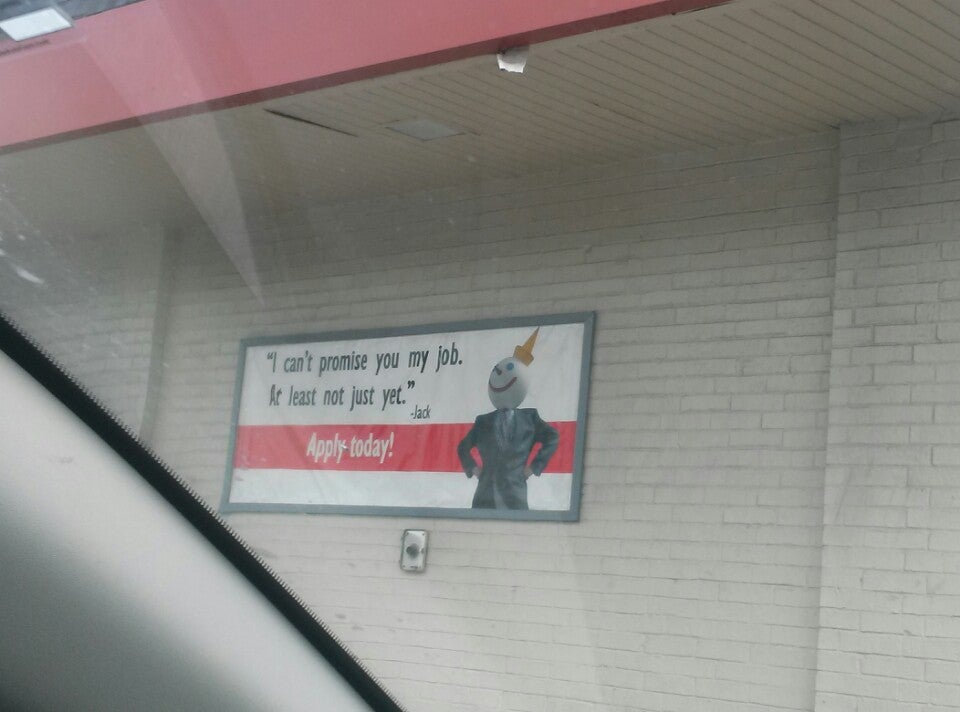 "I can't promise you my job.
At least not just yet."
-Jack
Apply today!